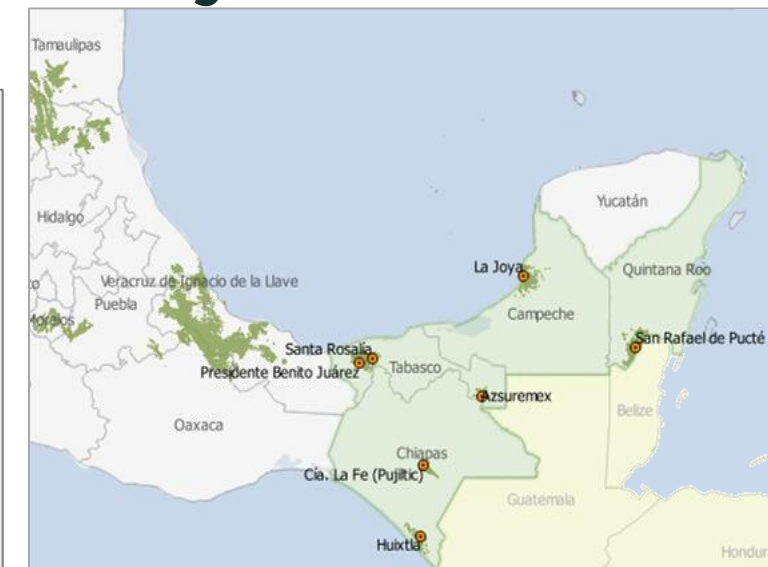 Tamaulipas
Hidalgo
Yucatán
Veracruz de Ignacio de la Llave
Puebla
Morelos
La Joya
Quintana Roo
Campeche
San Rafael de Pucté
Santa Rosalía
Presidente Benito Juárez
Tabasco
Azsuremex
Belize
Oaxaca
Chiapas
Cía. La Fe (Pujiltic)
Guatemala
Huixtla
Hondur